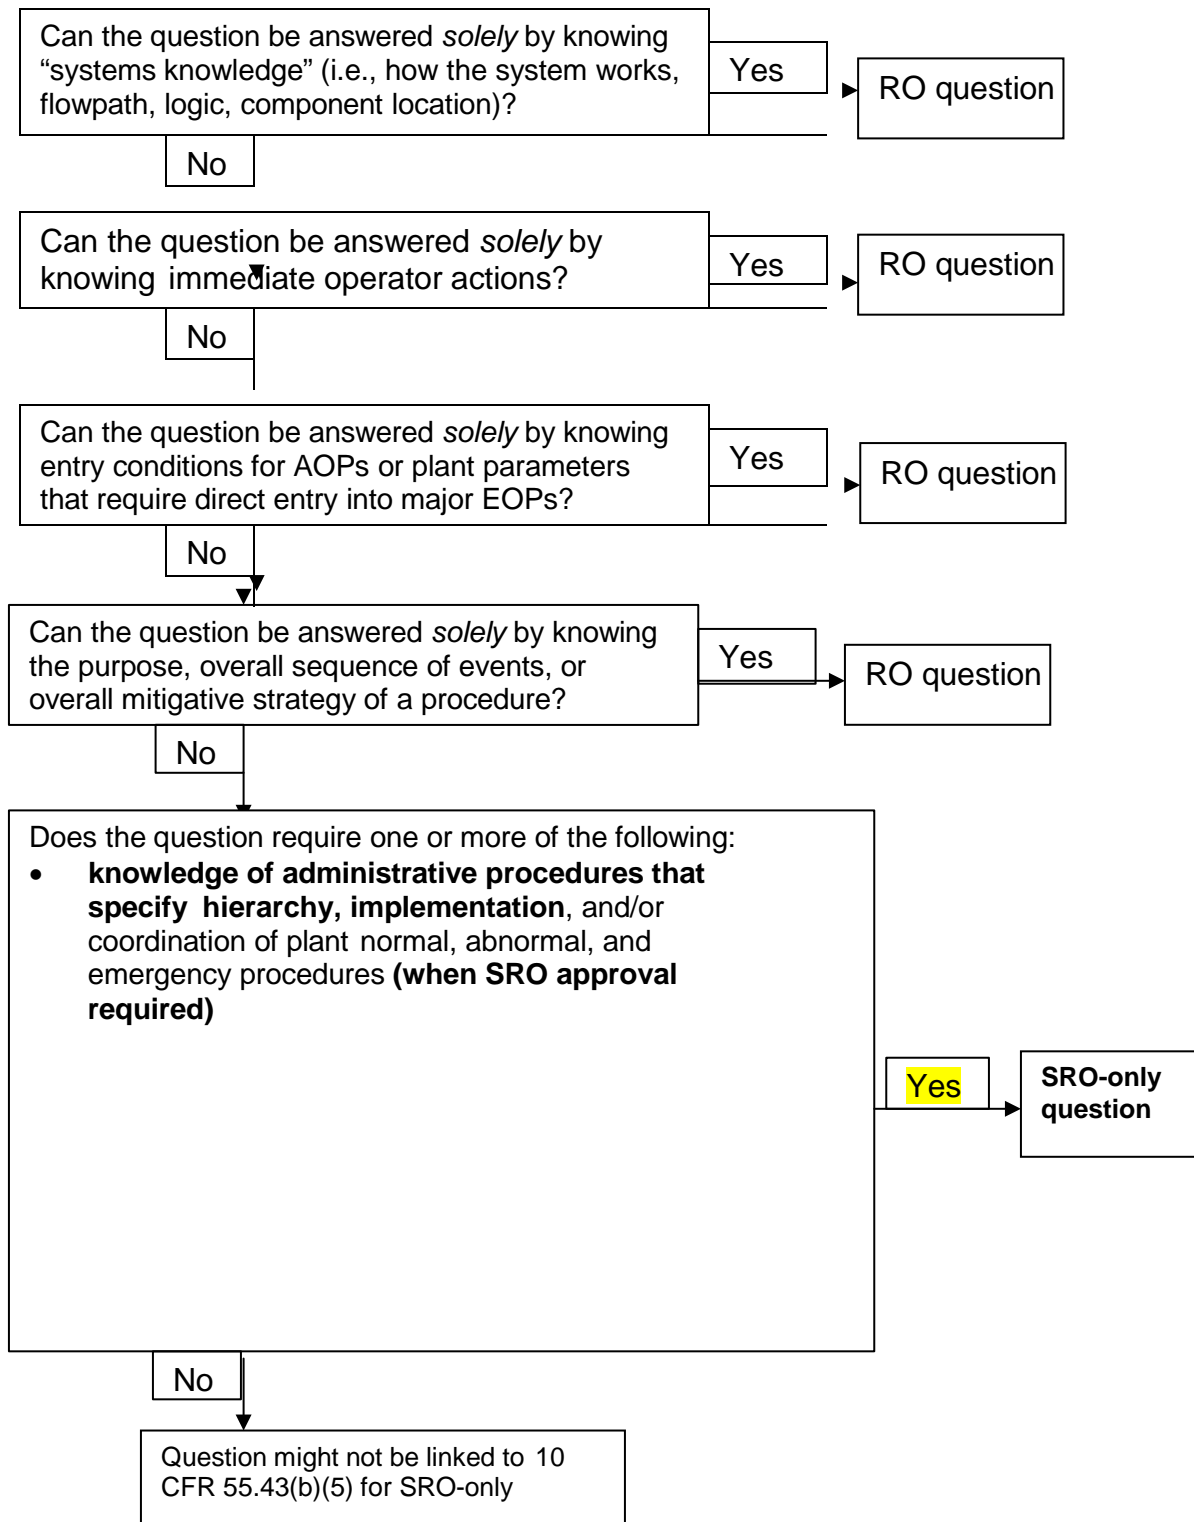 Can the question be answered solely by knowing
“systems knowledge” (i.e., how the system works,
flowpath, logic, component location)?
Yes
RO question
No
Can the question be answered solely by
knowing immediate operator actions?
Yes
RO question
No
Can the question be answered solely by knowing
entry conditions for AOPs or plant parameters
that require direct entry into major EOPs?
Yes
RO question
No
Can the question be answered solely by knowing
the purpose, overall sequence of events, or
overall mitigative strategy of a procedure?
Yes
RO question
No
Does the question require one or more of the following:
• knowledge of administrative procedures that
specify hierarchy, implementation, and/or
coordination of plant normal, abnormal, and
emergency procedures (when SRO approval
required)
Yes
SRO-only
question
No
Question might not be linked to 10
CFR 55.43(b)(5) for SRO-only